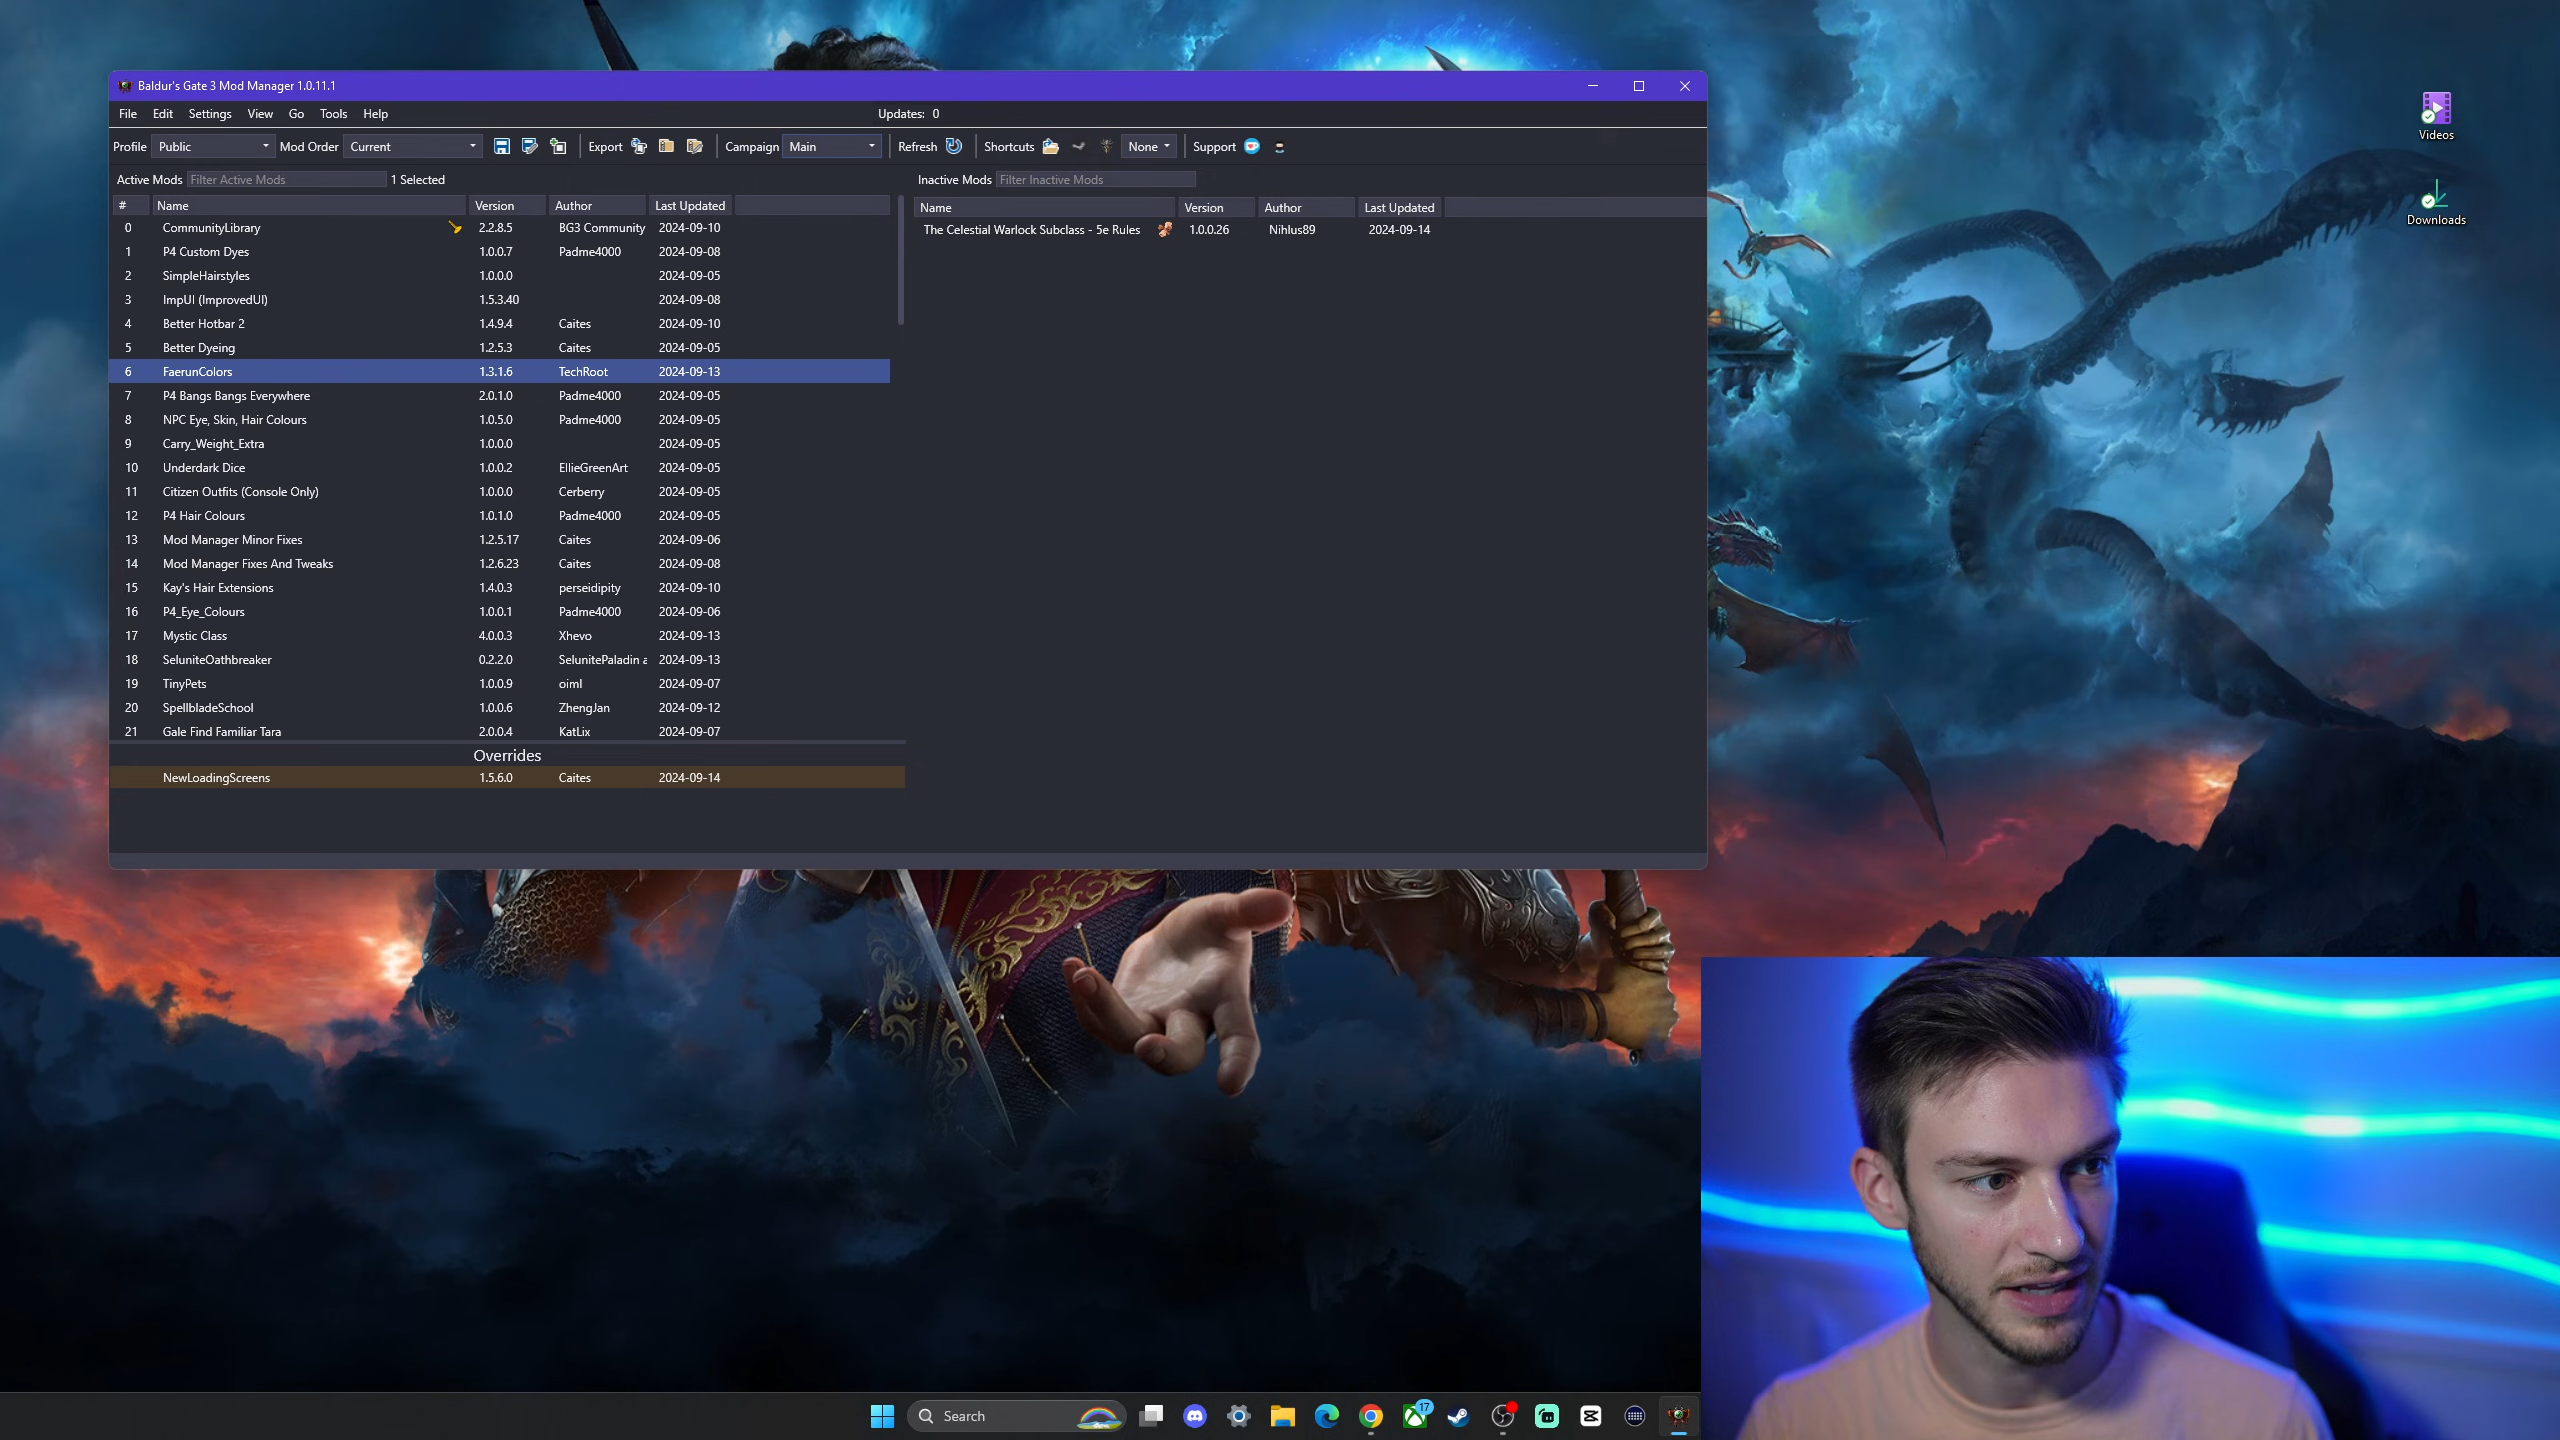 Baldur's Gate 3 Mod Manager 1.0.11.1
File Edit Settings View Go Tools Help Updates: 0
Profile Public Mod Order Current Export Campaign Main Refresh Shortcuts None Support
Active Mods Filter Active Mods 1 Selected
# Name Version Author Last Updated
0 CommunityLibrary 2.2.8.5 BG3 Community 2024-09-10
1 P4 Custom Dyes 1.0.0.7 Padme4000 2024-09-08
2 SimpleHairstyles 1.0.0.0 2024-09-05
3 ImpUI (ImprovedUI) 1.5.3.40 2024-09-08
4 Better Hotbar 2 1.4.9.4 Caites 2024-09-10
5 Better Dyeing 1.2.5.3 Caites 2024-09-05
6 FaerunColors 1.3.1.6 TechRoot 2024-09-13
7 P4 Bangs Bangs Everywhere 2.0.1.0 Padme4000 2024-09-05
8 NPC Eye, Skin, Hair Colours 1.0.5.0 Padme4000 2024-09-05
9 Carry_Weight_Extra 1.0.0.0 2024-09-05
10 Underdark Dice 1.0.0.2 EllieGreenArt 2024-09-05
11 Citizen Outfits (Console Only) 1.0.0.0 Cerberry 2024-09-05
12 P4 Hair Colours 1.0.1.0 Padme4000 2024-09-05
13 Mod Manager Minor Fixes 1.2.5.17 Caites 2024-09-06
14 Mod Manager Fixes And Tweaks 1.2.6.23 Caites 2024-09-08
15 Kay's Hair Extensions 1.4.0.3 perseidipity 2024-09-10
16 P4_Eye_Colours 1.0.0.1 Padme4000 2024-09-06
17 Mystic Class 4.0.0.3 Xhevo 2024-09-13
18 SeluniteOathbreaker 0.2.2.0 SelunitePaladin a 2024-09-13
19 TinyPets 1.0.0.9 oiml 2024-09-07
20 SpellbladeSchool 1.0.0.6 ZhengJan 2024-09-12
21 Gale Find Familiar Tara 2.0.0.4 KatLix 2024-09-07
Overrides
NewLoadingScreens 1.5.6.0 Caites 2024-09-14
Inactive Mods Filter Inactive Mods
Name Version Author Last Updated
The Celestial Warlock Subclass - 5e Rules 1.0.0.26 Nihlus89 2024-09-14
Videos
Downloads
Search
17